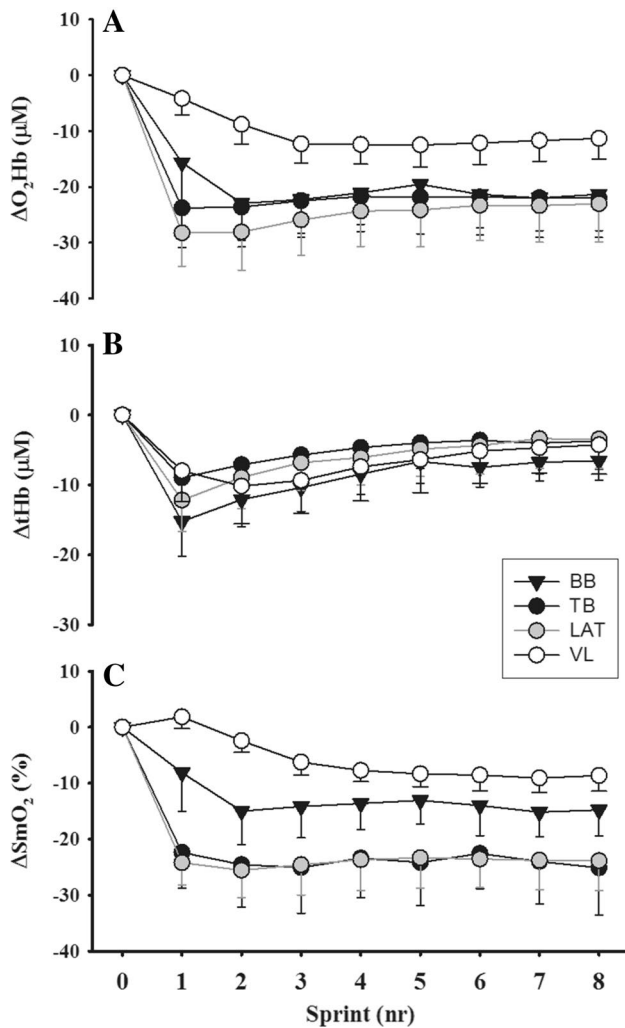 A
10
0
-10
-20
-30
-40
ΔO₂Hb (µM)
B
10
0
-10
-20
-30
ΔtHb (µM)
BB
TB
LAT
VL
C
10
0
-10
-20
-30
-40
ΔSmO₂ (%)
0 1 2 3 4 5 6 7 8
Sprint (nr)